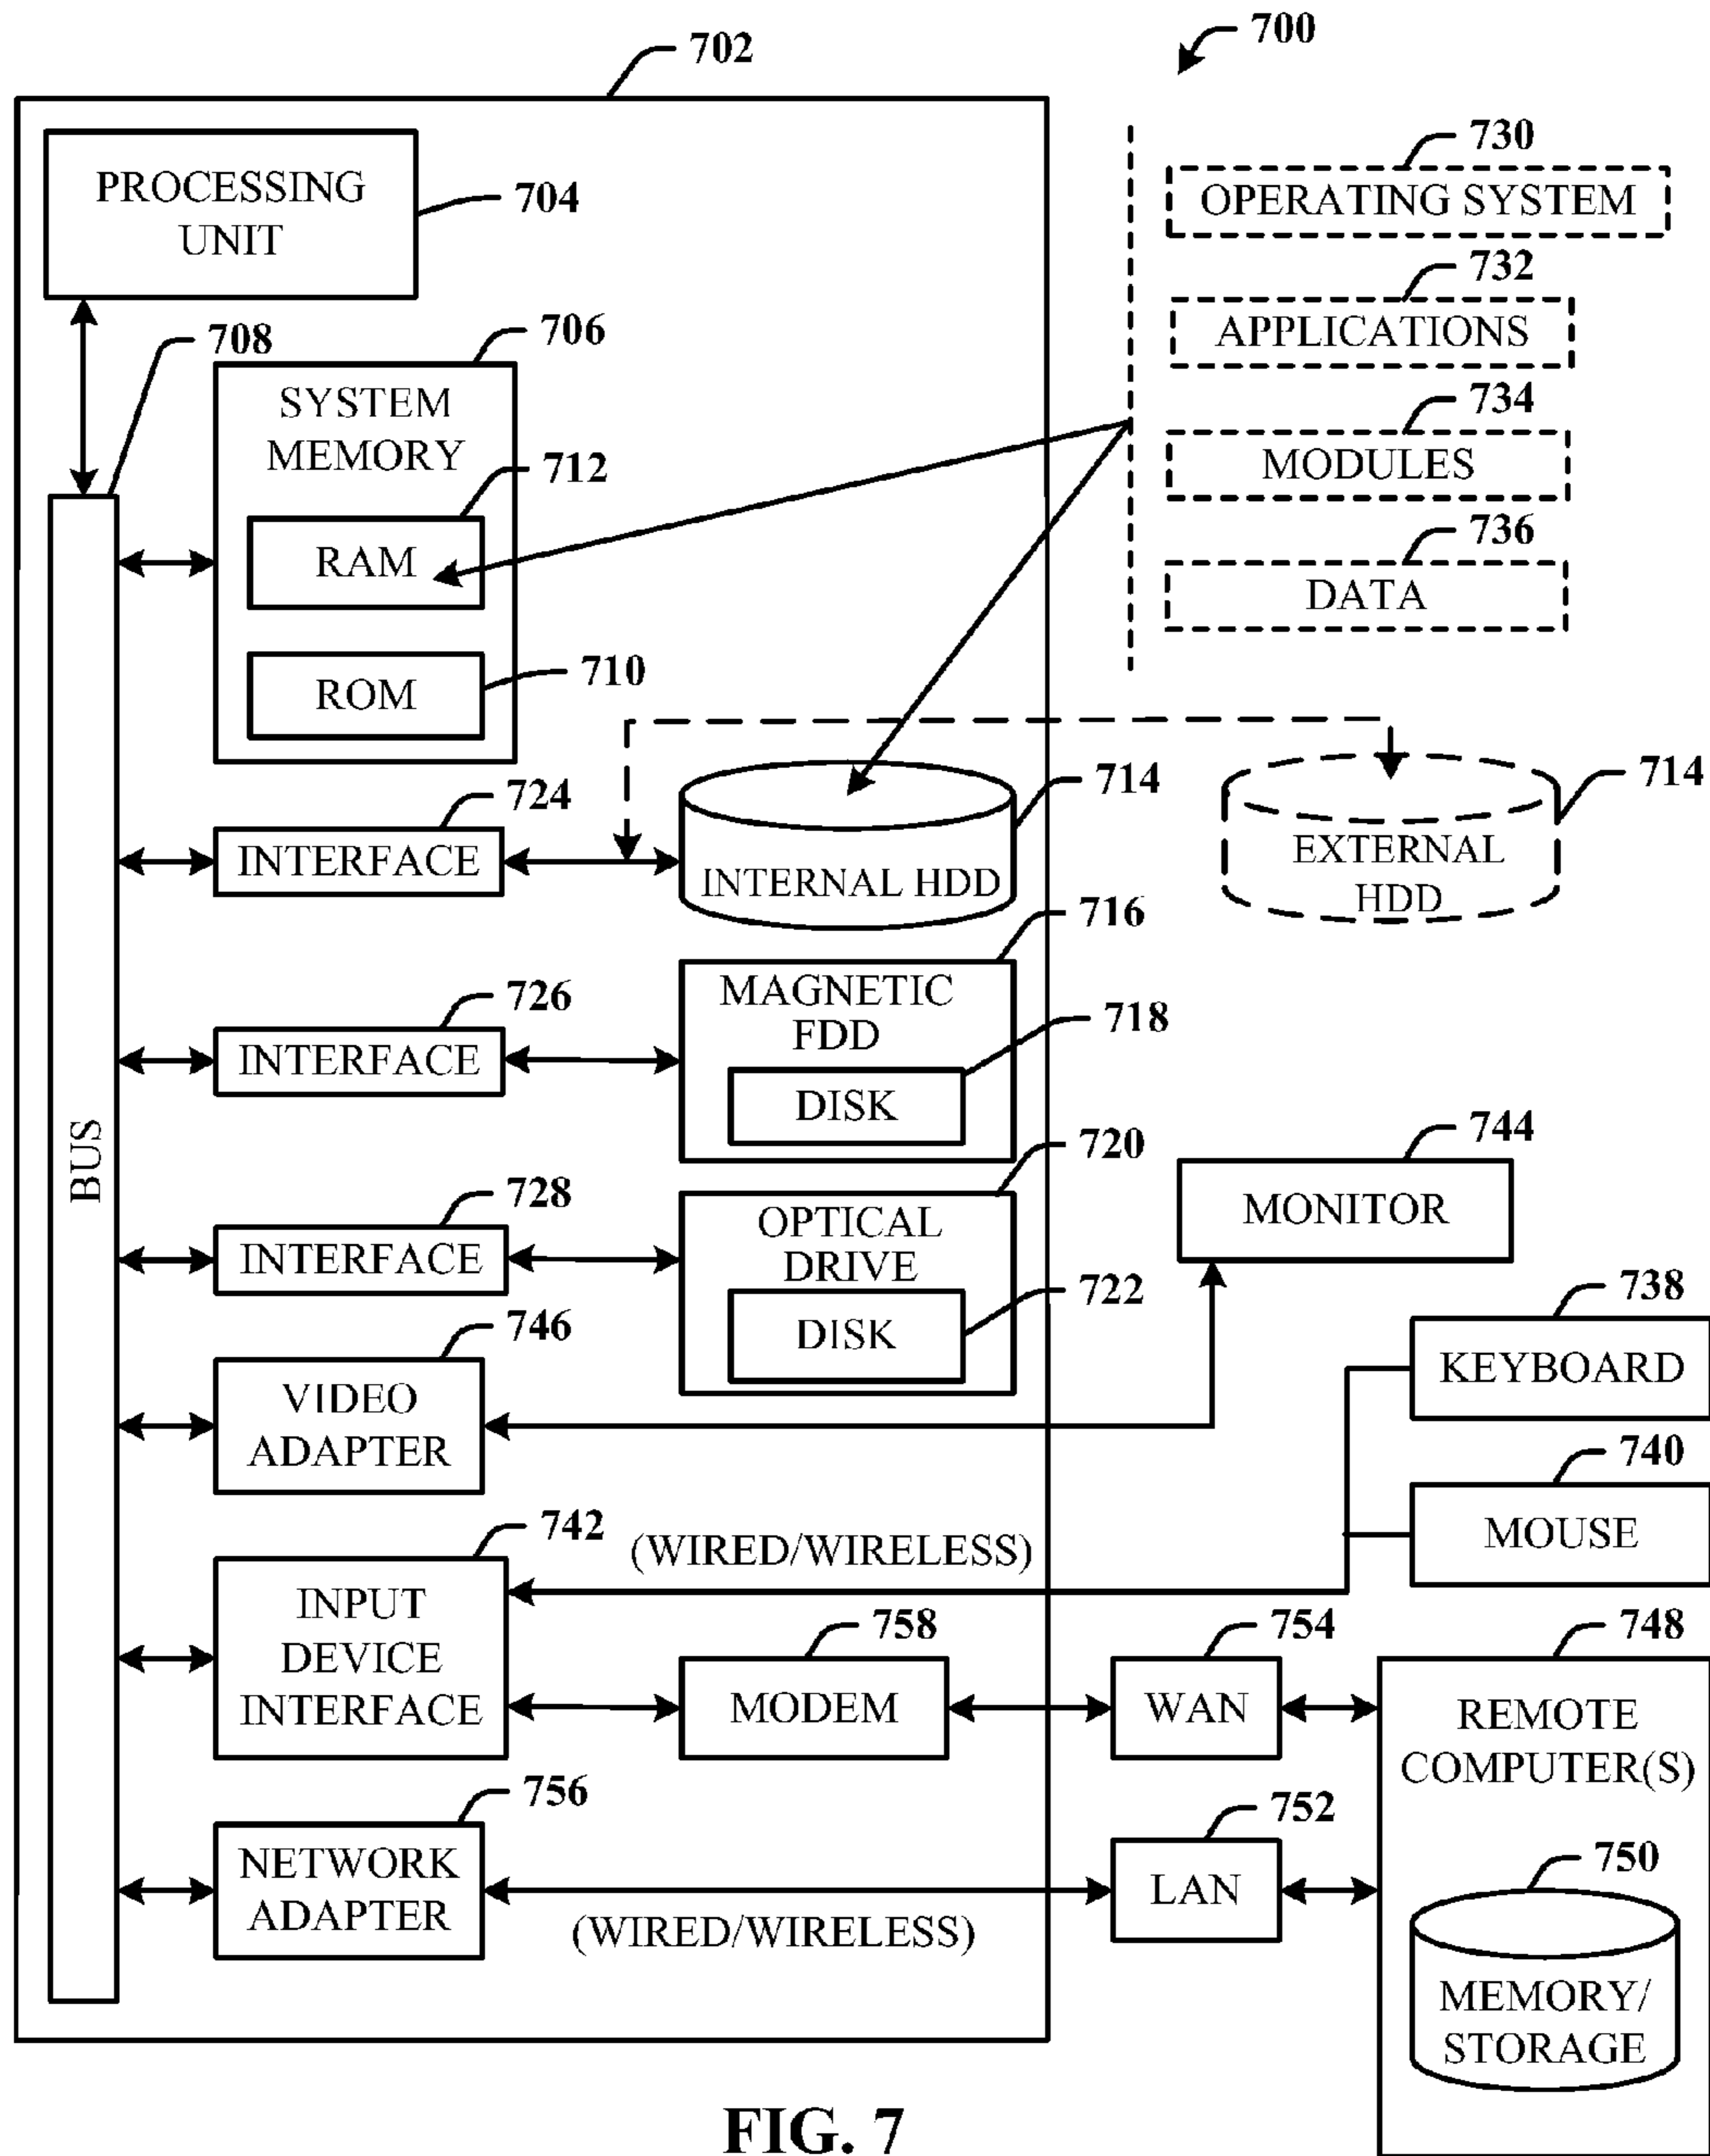 700
702
730
PROCESSING
UNIT
704
OPERATING SYSTEM
732
APPLICATIONS
708
706
SYSTEM
MEMORY
734
MODULES
712
RAM
736
DATA
710
ROM
724
INTERFACE
714
INTERNAL HDD
714
EXTERNAL
HDD
716
MAGNETIC
FDD
726
INTERFACE
718
DISK
BUS
720
OPTICAL
DRIVE
728
INTERFACE
722
DISK
744
MONITOR
738
KEYBOARD
746
VIDEO
ADAPTER
740
MOUSE
742
(WIRED/WIRELESS)
INPUT
DEVICE
INTERFACE
758
MODEM
754
WAN
748
REMOTE
COMPUTER(S)
756
NETWORK
ADAPTER
752
LAN
(WIRED/WIRELESS)
750
MEMORY/
STORAGE
FIG. 7